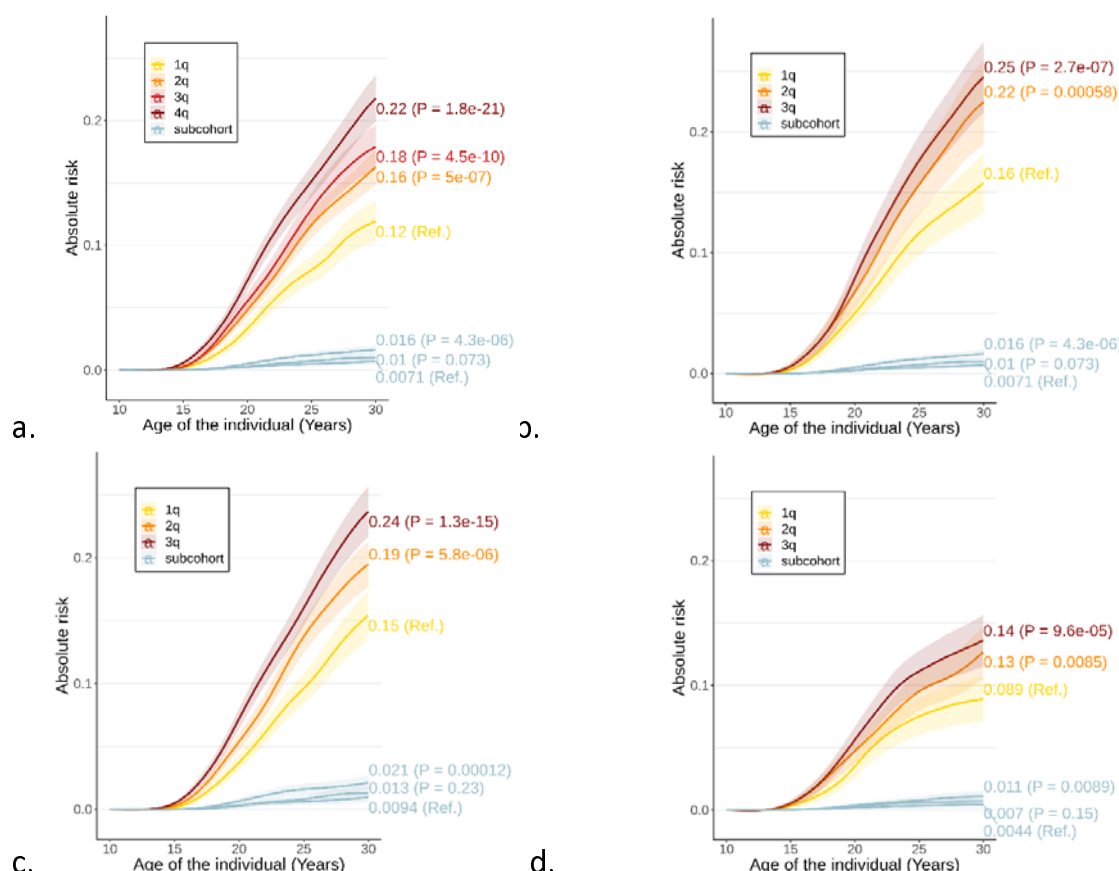 1q
2q
3q
4q
subcohort
0.22 (P = 1.8e-21)
0.18 (P = 4.5e-10)
0.16 (P = 5e-07)
0.12 (Ref.)
0.016 (P = 4.3e-06)
0.01 (P = 0.073)
0.0071 (Ref.)
0.2
0.1
0.0
Absolute risk
10 15 20 25 30
Age of the individual (Years)
a.
1q
2q
3q
subcohort
0.25 (P = 2.7e-07)
0.22 (P = 0.00058)
0.16 (Ref.)
0.016 (P = 4.3e-06
0.01 (P = 0.073)
0.0071 (Ref.)
0.2
0.1
0.0
Absolute risk
10 15 20 25 30
Age of the individual (Years)
b.
1q
2q
3q
subcohort
0.24 (P = 1.3e-15)
0.19 (P = 5.8e-06)
0.15 (Ref.)
0.021 (P = 0.00012)
0.013 (P = 0.23)
0.0094 (Ref.)
0.2
0.1
0.0
Absolute risk
10 15 20 25 30
Age of the individual (Years)
c.
1q
2q
3q
subcohort
0.14 (P = 9.6e-05)
0.13 (P = 0.0085)
0.089 (Ref.)
0.011 (P = 0.0089)
0.007 (P = 0.15)
0.0044 (Ref.)
0.2
0.1
0.0
Absolute risk
10 15 20 25 30
Age of the individual (Years)
d.